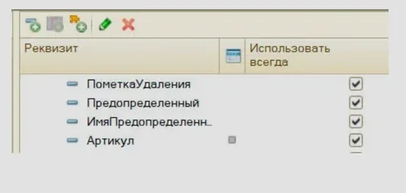 Реквизит
Использовать
всегда
ПометкаУдаления
Предопределенный
ИмяПредопределенн...
Артикул